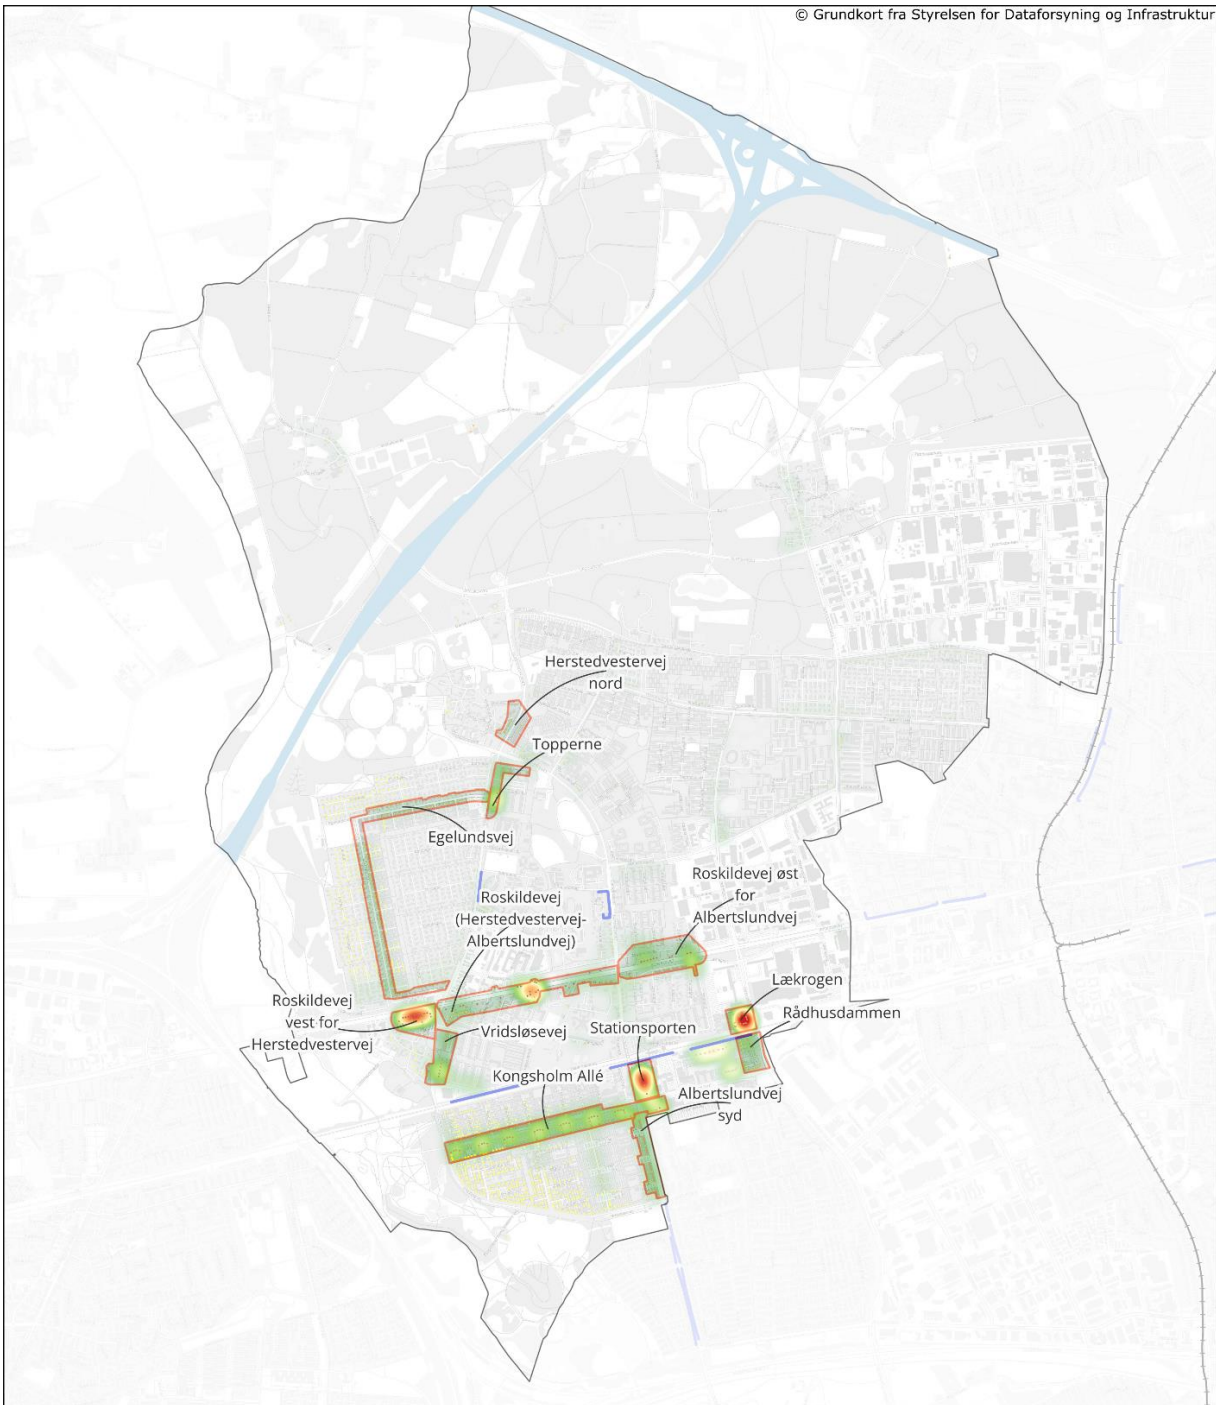 © Grundkort fra Styrelsen for Dataforsyning og Infrastruktur
Herstedvestervej
nord
Topperne
Egelundsvej
Roskildevej øst
for
Albertslundvej
Roskildevej
(Herstedvestervej-
Albertslundvej)
Lækrogen
Roskildevej
vest for
Herstedvestervej
Rådhusdammen
Vridsløsevej
Stationsporten
Kongsholm Allé
Albertslundvej
syd